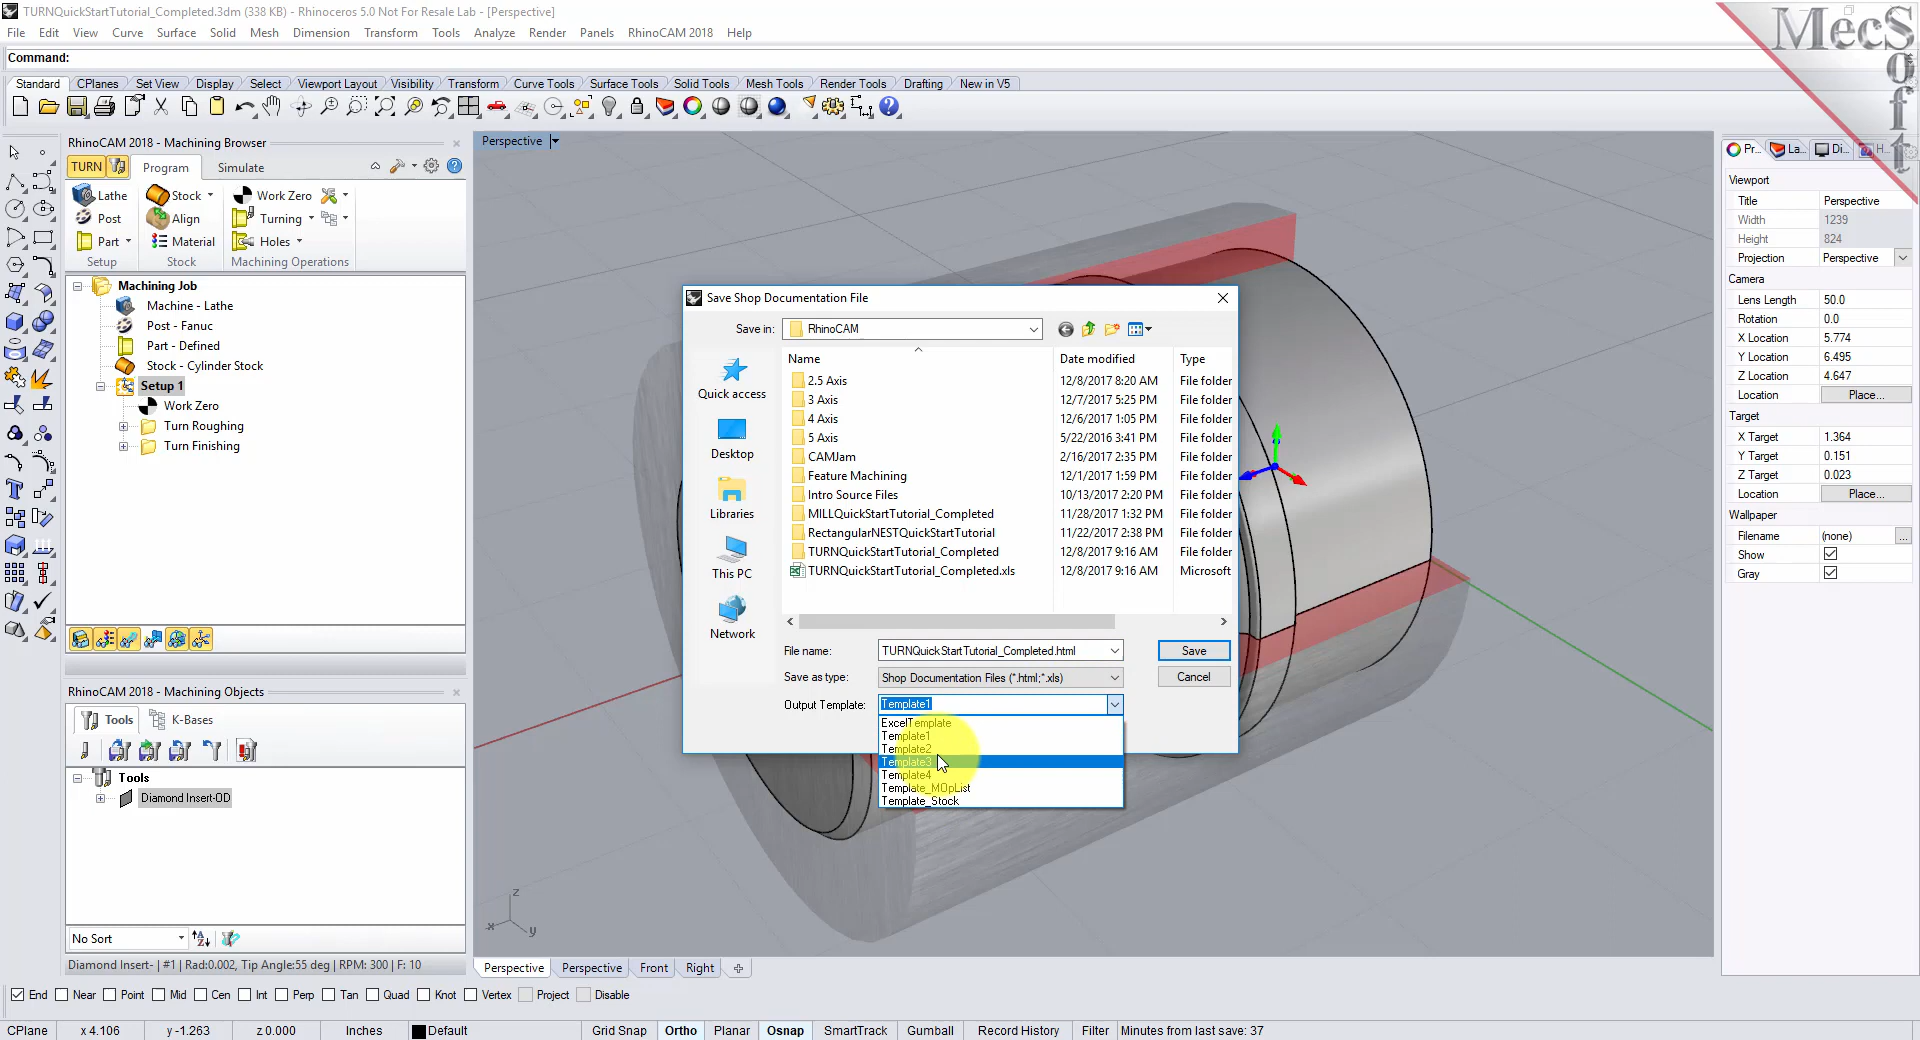 TURNQuickStartTutorial_Completed.3dm (338 KB) - Rhinoceros 5.0 Not For Resale Lab - [Perspective]
File Edit View Curve Surface Solid Mesh Dimension Transform Tools Analyze Render Panels RhinoCAM 2018 Help
Command:
Standard CPlanes Set View Display Select Viewport Layout Visibility Transform Curve Tools Surface Tools Solid Tools Mesh Tools Render Tools Drafting New in V5
MecSoft
RhinoCAM 2018 - Machining Browser
TURN Program Simulate
Lathe Stock Work Zero
Post Align Turning
Part Material Holes
Setup Stock Machining Operations
Machining Job
Machine - Lathe
Post - Fanuc
Part - Defined
Stock - Cylinder Stock
Setup 1
Work Zero
Turn Roughing
Turn Finishing
RhinoCAM 2018 - Machining Objects
Tools K-Bases
Tools
Diamond Insert-OD
No Sort
Diamond Insert- | #1 | Rad:0.002, Tip Angle:55 deg | RPM: 300 | F: 10
Perspective
Save Shop Documentation File
Save in: RhinoCAM
Name Date modified Type
2.5 Axis 12/8/2017 8:20 AM File folder
3 Axis 12/7/2017 5:25 PM File folder
4 Axis 12/6/2017 1:05 PM File folder
5 Axis 5/22/2016 3:41 PM File folder
CAMJam 2/16/2017 2:35 PM File folder
Feature Machining 12/1/2017 1:59 PM File folder
Intro Source Files 10/13/2017 2:20 PM File folder
MILLQuickStartTutorial_Completed 11/28/2017 1:32 PM File folder
RectangularNESTQuickStartTutorial 11/22/2017 2:38 PM File folder
TURNQuickStartTutorial_Completed 12/8/2017 9:16 AM File folder
TURNQuickStartTutorial_Completed.xls 12/8/2017 9:16 AM Microsoft
Quick access
Desktop
Libraries
This PC
Network
File name: TURNQuickStartTutorial_Completed.html Save
Save as type: Shop Documentation Files (*.html;*.xls) Cancel
Output Template: Template1
ExcelTemplate
Template1
Template2
Template3
Template4
Template_MOpList
Template_Stock
z
x
y
Perspective Perspective Front Right
Pr... La... Di... H...
Viewport
Title Perspective
Width 1239
Height 824
Projection Perspective
Camera
Lens Length 50.0
Rotation 0.0
X Location 5.774
Y Location 6.495
Z Location 4.647
Location Place...
Target
X Target 1.364
Y Target 0.151
Z Target 0.023
Location Place...
Wallpaper
Filename (none) ...
Show
Gray
End Near Point Mid Cen Int Perp Tan Quad Knot Vertex Project Disable
CPlane x 4.106 y -1.263 z 0.000 Inches Default Grid Snap Ortho Planar Osnap SmartTrack Gumball Record History Filter Minutes from last save: 37